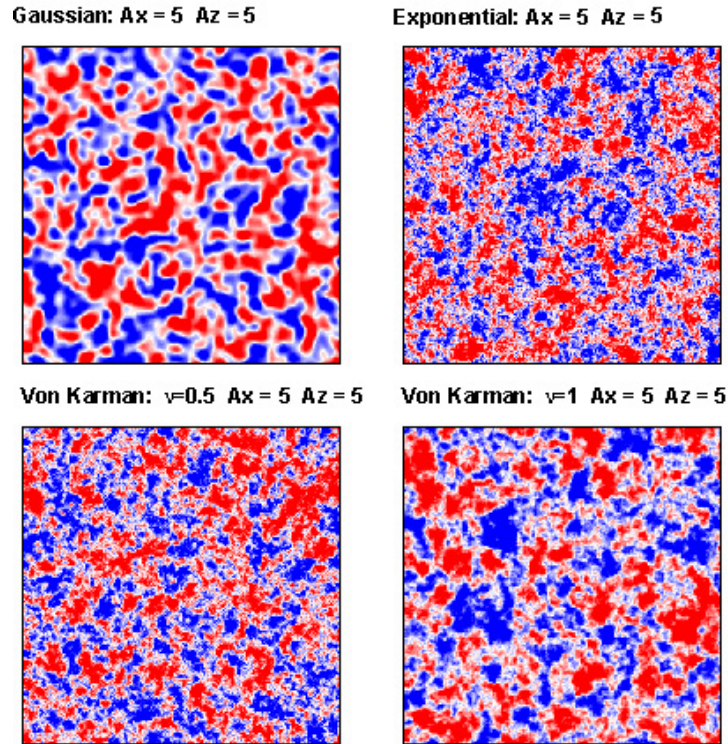 Gaussian: Ax = 5 Az = 5
Exponential: Ax = 5 Az = 5
Von Karman: ν=0.5 Ax = 5 Az = 5
Von Karman: ν=1 Ax = 5 Az = 5